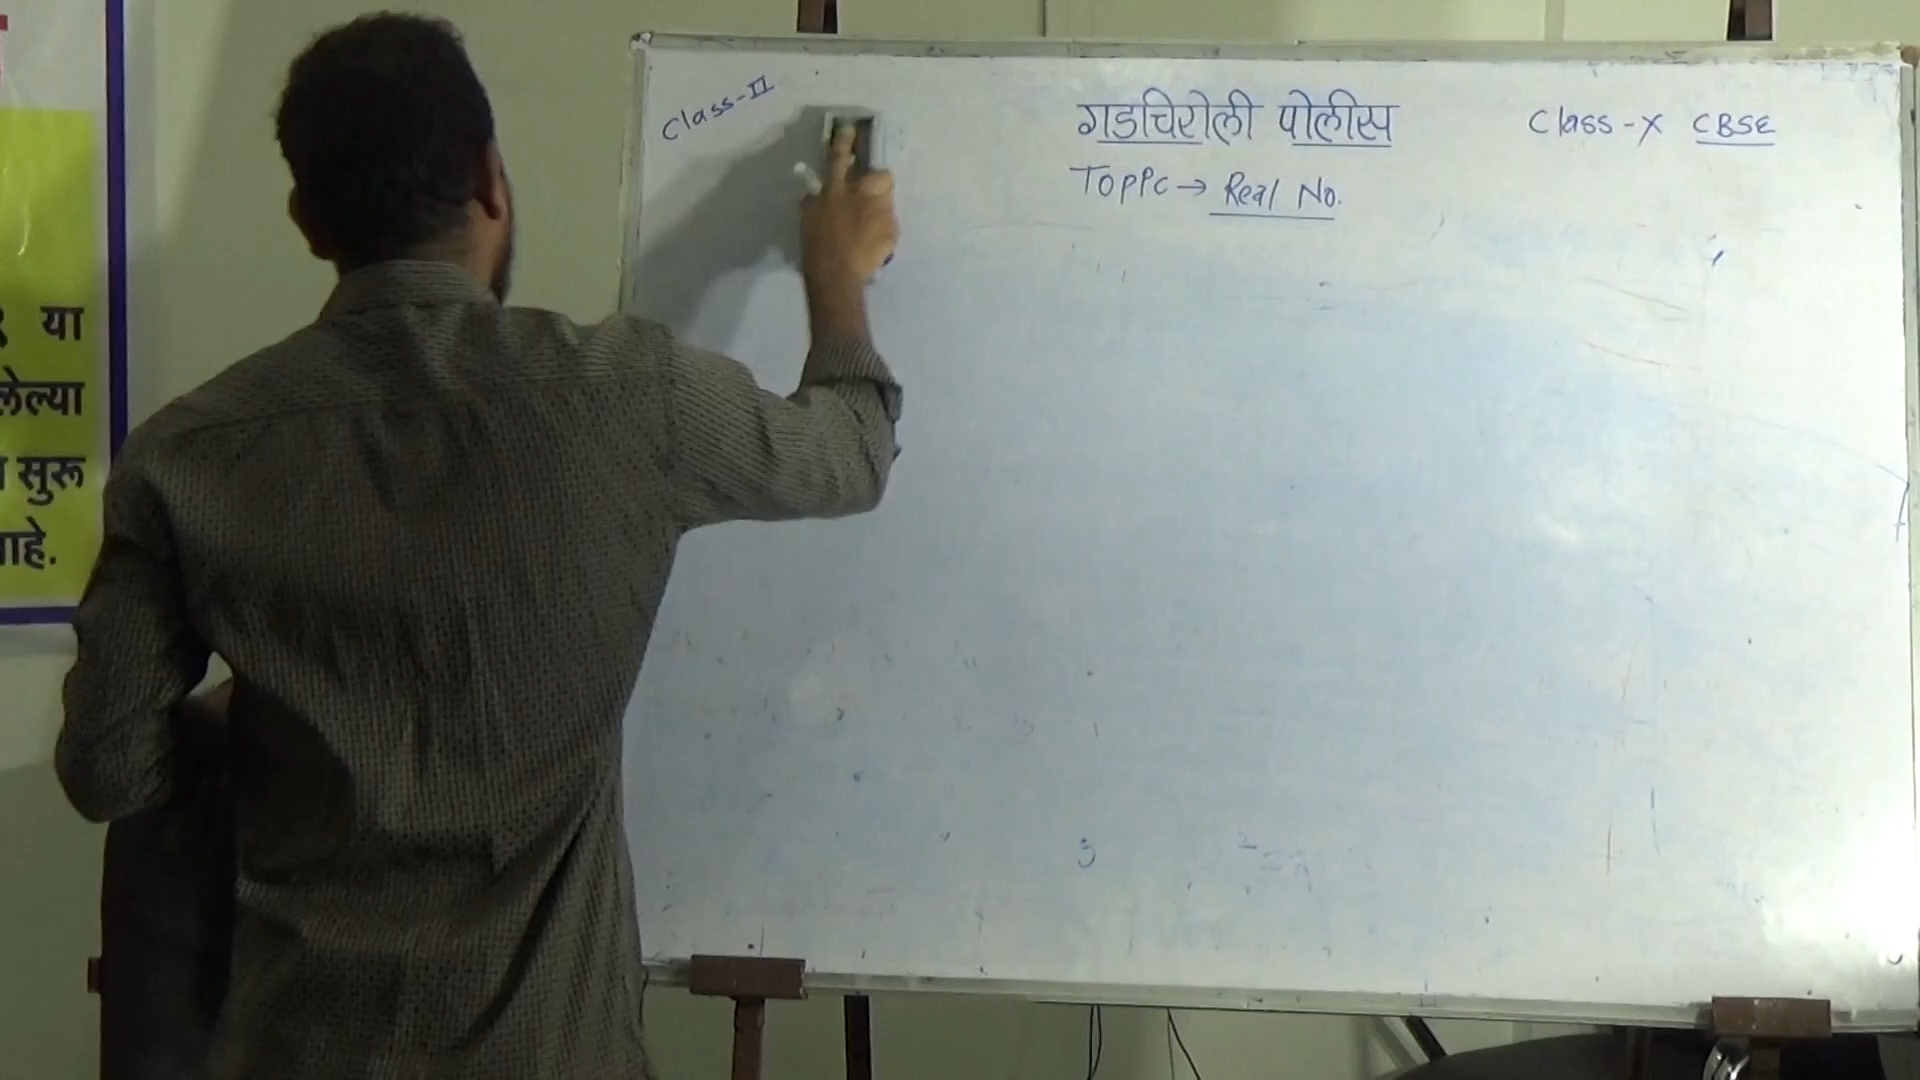 या
लेल्या
सुरू
आहे.
Class-II
गडचिरोली पोलीस
Class-X CBSE
Topic→ Real No.